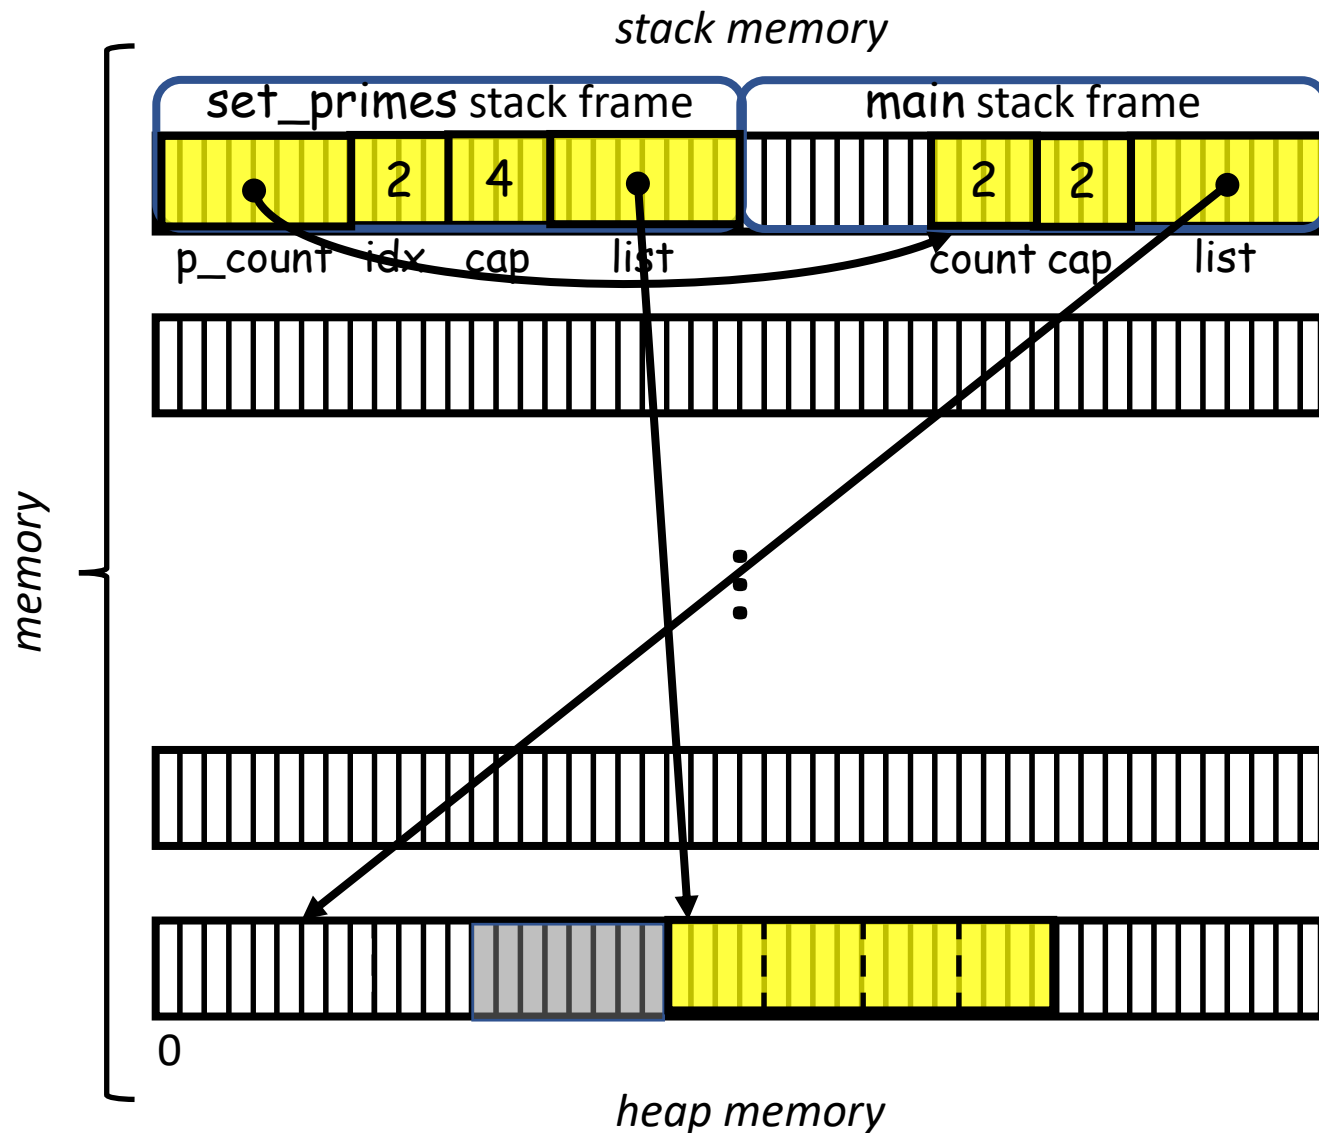 stack memory
set_primes stack frame
main stack frame
2 4
2 2
p_count idx cap list
count cap list
memory
0
heap memory